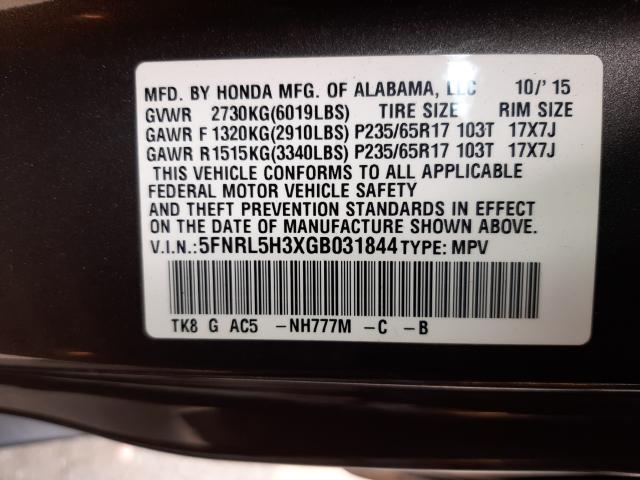 MFD. BY HONDA MFG. OF ALABAMA, LLC 10/'15
GVWR 2730KG(6019LBS) TIRE SIZE RIM SIZE
GAWR F 1320KG(2910LBS) P235/65R17 103T 17X7J
GAWR R 1515KG(3340LBS) P235/65R17 103T 17X7J
THIS VEHICLE CONFORMS TO ALL APPLICABLE
FEDERAL MOTOR VEHICLE SAFETY
AND THEFT PREVENTION STANDARDS IN EFFECT
ON THE DATE OF MANUFACTURE SHOWN ABOVE.
V.I.N.: 5FNRL5H3XGB031844 TYPE: MPV
TK8 G AC5 -NH777M -C -B